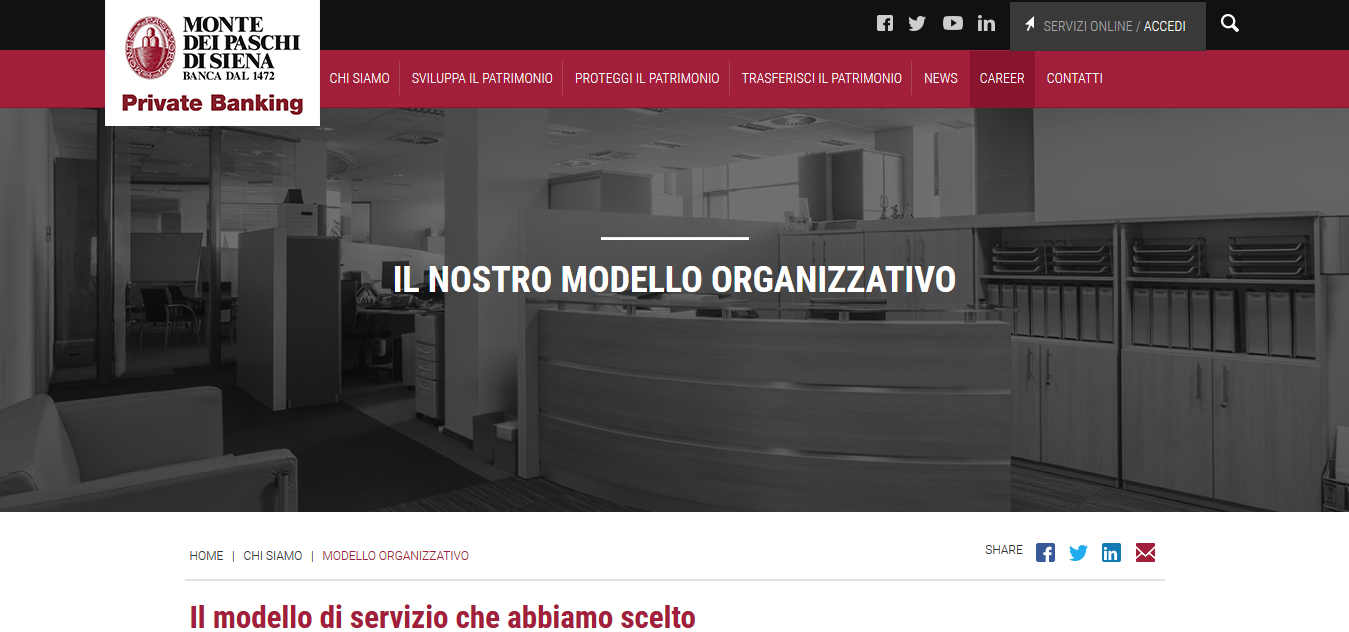 MONTE
DEI PASCHI
DI SIENA
BANCA DAL 1472
Private Banking
SERVIZI ONLINE / ACCEDI
CHI SIAMO
SVILUPPA IL PATRIMONIO
PROTEGGI IL PATRIMONIO
TRASFERISCI IL PATRIMONIO
NEWS
CAREER
CONTATTI
IL NOSTRO MODELLO ORGANIZZATIVO
HOME | CHI SIAMO | MODELLO ORGANIZZATIVO
SHARE
Il modello di servizio che abbiamo scelto